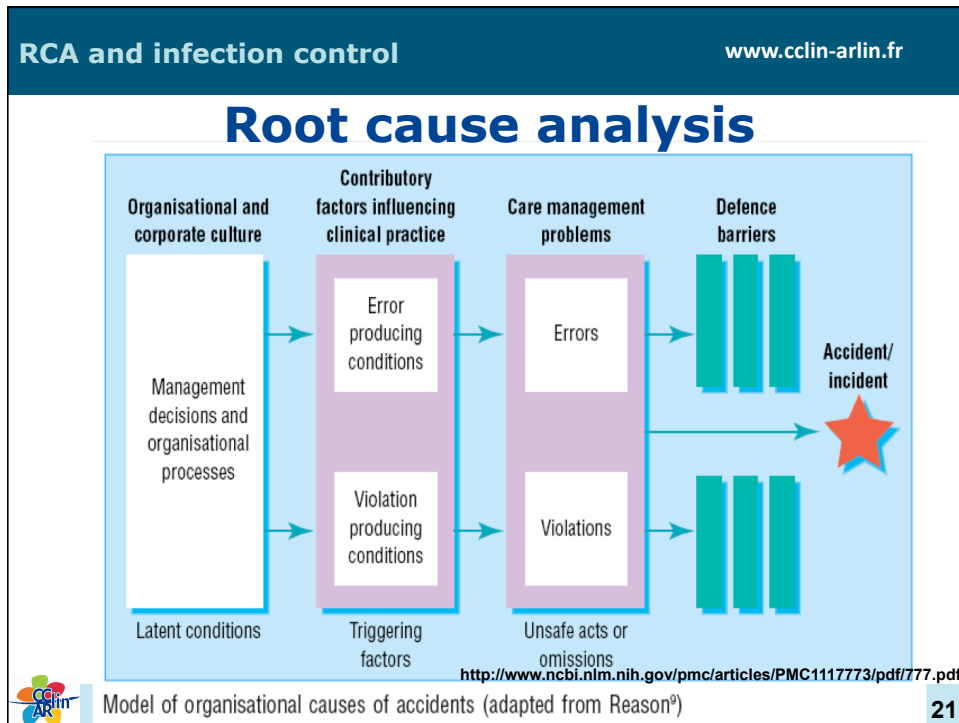 RCA and infection control
www.cclin-arlin.fr
Root cause analysis
Organisational and
corporate culture
Contributory
factors influencing
clinical practice
Care management
problems
Defence
barriers
Management
decisions and
organisational
processes
Error
producing
conditions
Errors
Accident/
incident
Violation
producing
conditions
Violations
Latent conditions
Triggering
factors
Unsafe acts or
omissions
http://www.ncbi.nlm.nih.gov/pmc/articles/PMC1117773/pdf/777.pdf
CClin
AR
Model of organisational causes of accidents (adapted from Reason⁹)
21